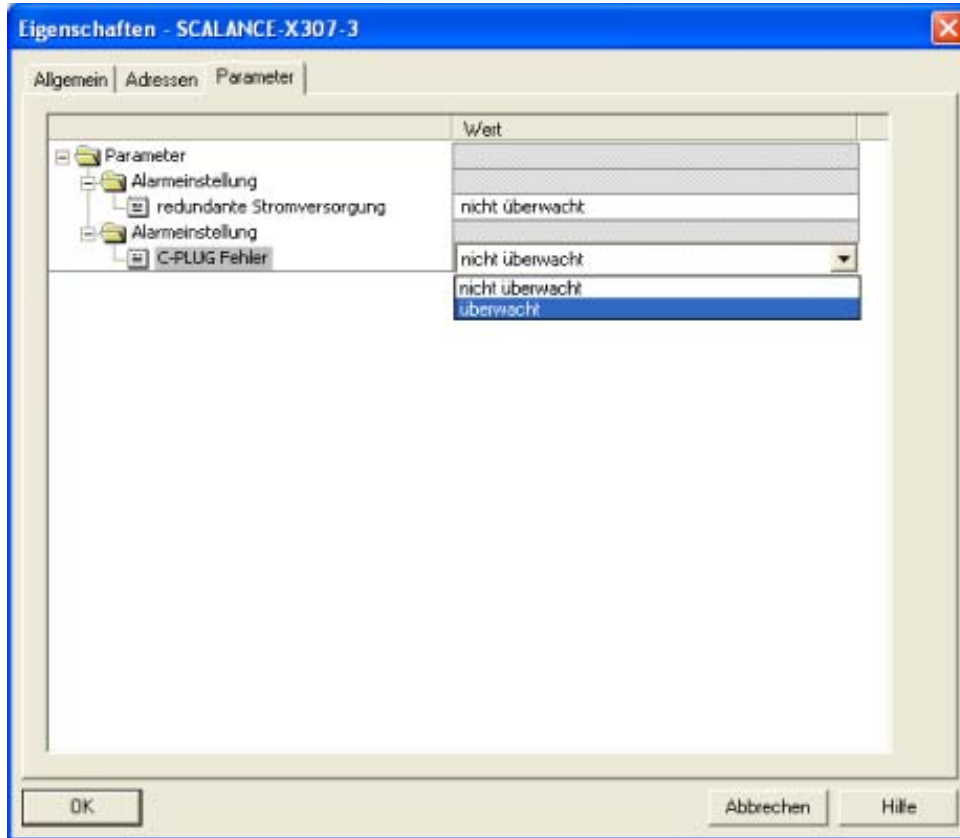 Eigenschaften - SCALANCE-X307-3
Allgemein Adressen Parameter
Wert
Parameter
Alarmeinstellung
redundante Stromversorgung nicht überwacht
Alarmeinstellung
C-PLUG Fehler nicht überwacht
nicht überwacht
überwacht
OK Abbrechen Hilfe